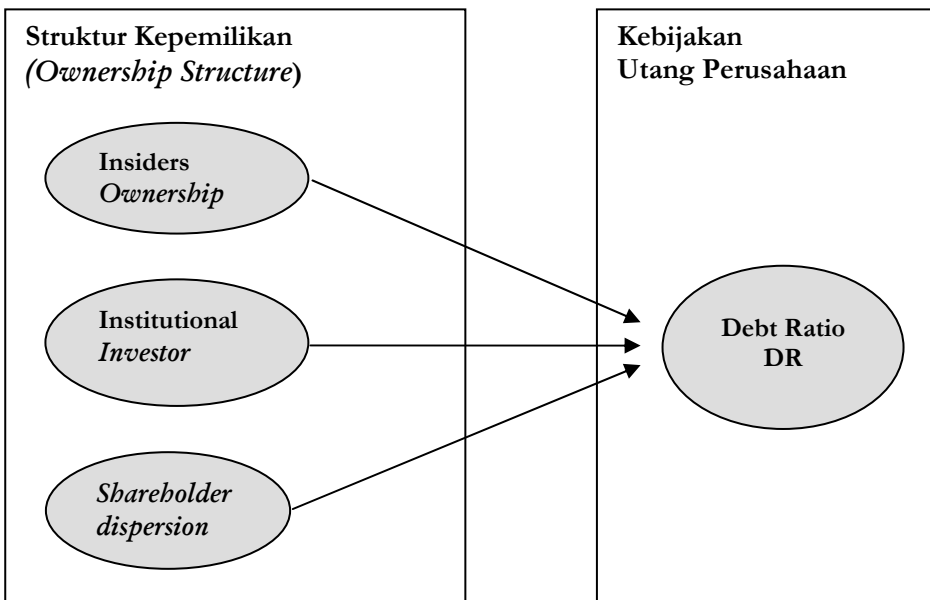 Struktur Kepemilikan
(Ownership Structure)
Insiders
Ownership
Institutional
Investor
Shareholder
dispersion
Kebijakan
Utang Perusahaan
Debt Ratio
DR